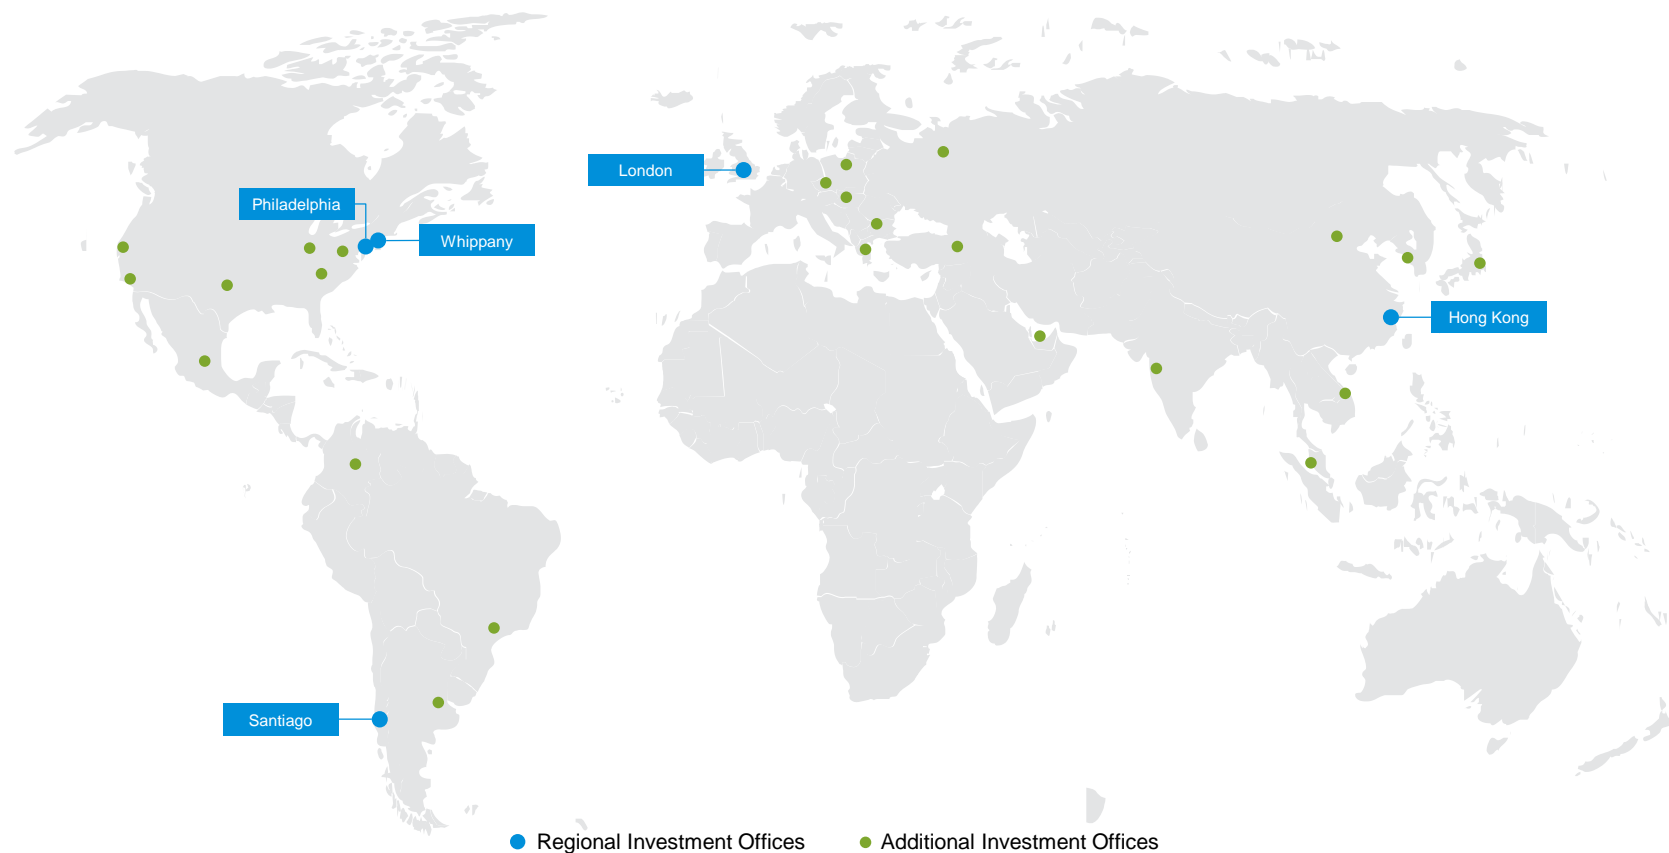 London
Philadelphia
Whippany
Hong Kong
Santiago
Regional Investment Offices
Additional Investment Offices